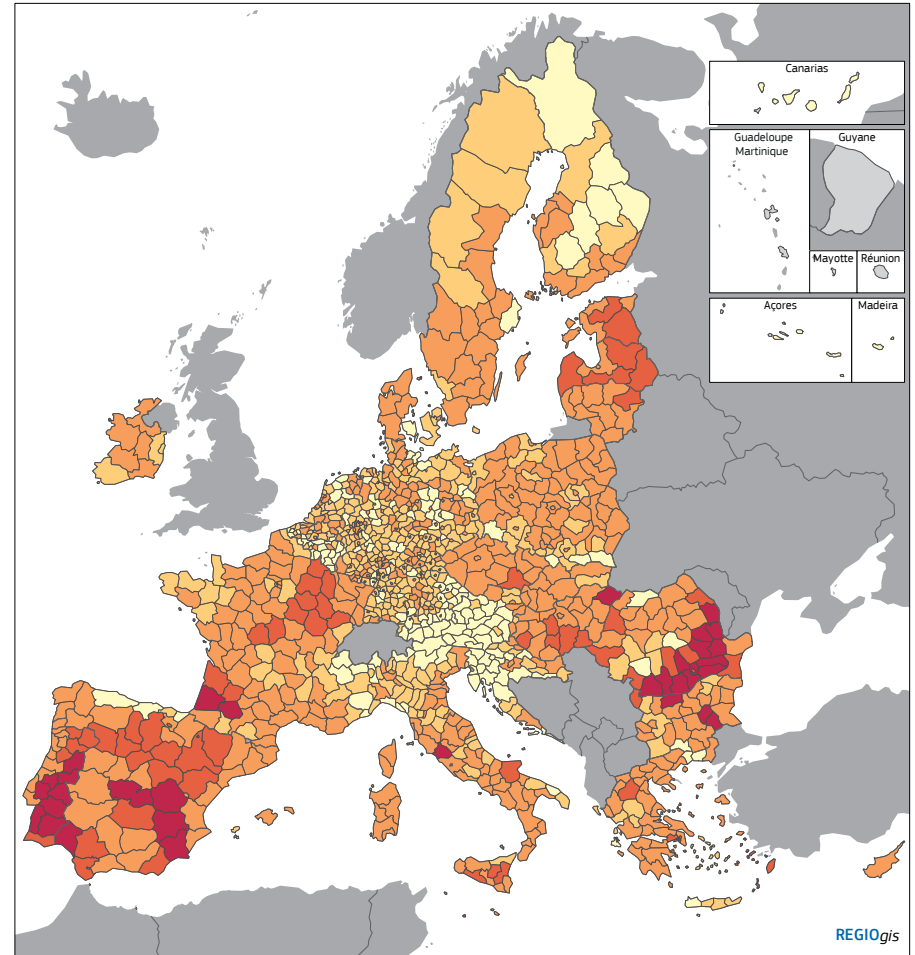 Canarias
Guadeloupe
Martinique
Guyane
Mayotte
Réunion
Açores
Madeira
REGIOgis